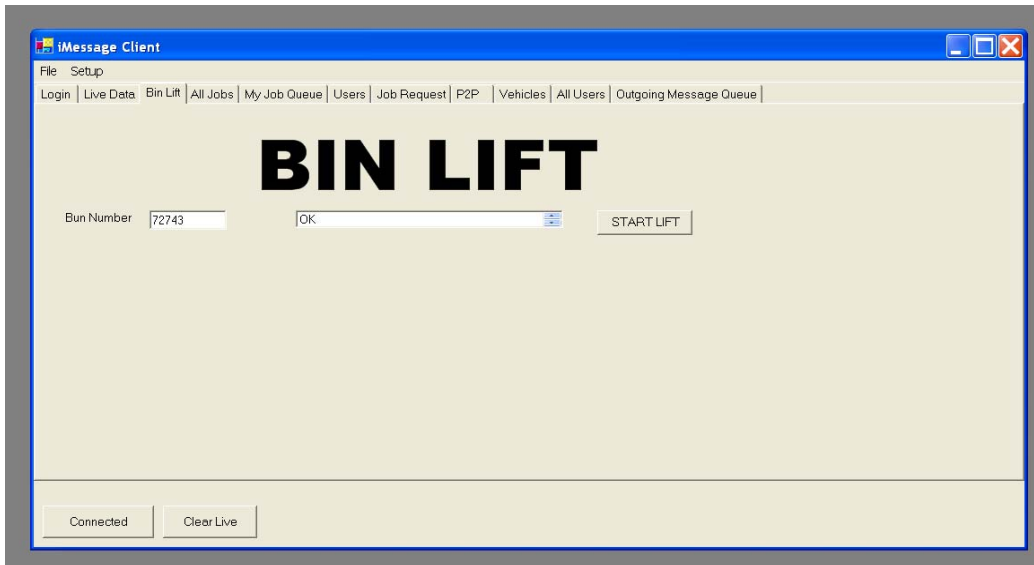 iMessage Client
File Setup
Login Live Data Bin Lift All Jobs My Job Queue Users Job Request P2P Vehicles All Users Outgoing Message Queue
BIN LIFT
Bun Number 72743 OK START LIFT
Connected Clear Live